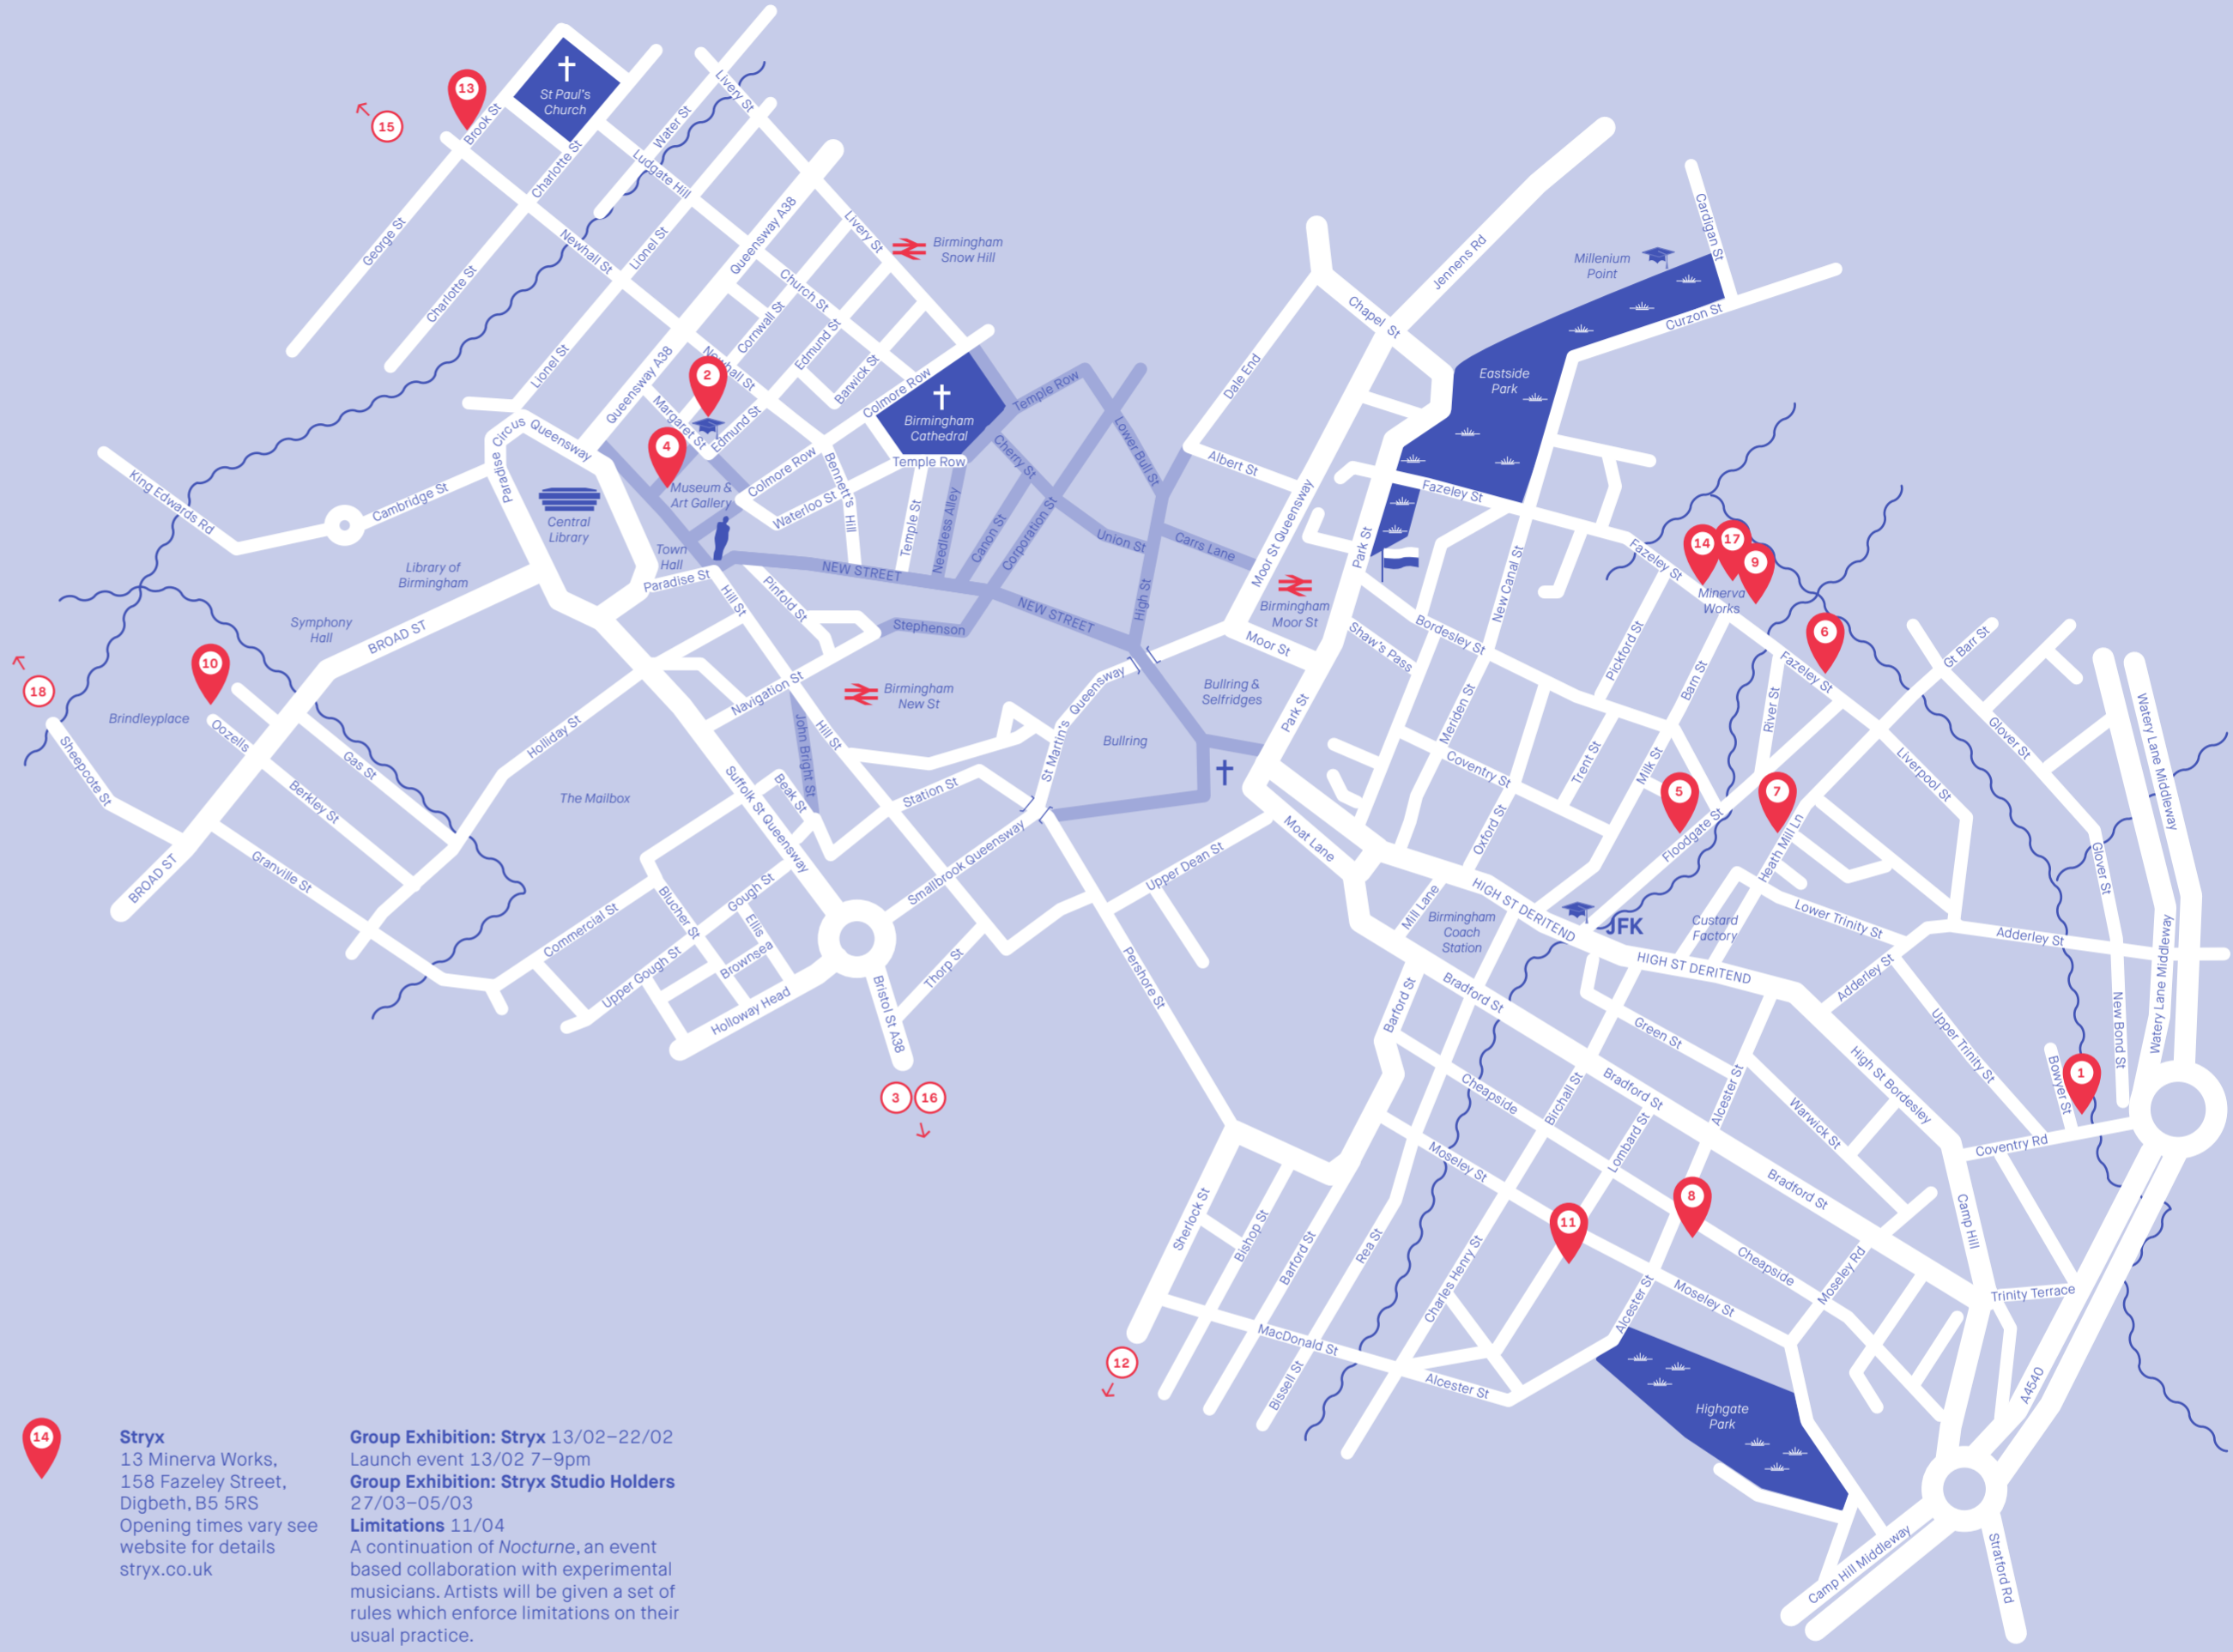 13
15
St Paul's
Church
Brook St
George St
Charlotte St
Charlotte St
Water St
Livery St
Ludgate Hill
Newhall St
Lionel St
Lionel St
Queensway A38
Queensway A38
Livery St
Birmingham
Snow Hill
Church St
Cornwall St
Edmund St
Barwick St
Newhall St
2
Margaret St
Edmund St
4
Museum &
Art Gallery
Colmore Row
Colmore Row
Birmingham
Cathedral
Temple Row
Temple Row
Waterloo St
Bennett's Hill
Temple St
Needless Alley
Cherry St
Canon St
Corporation St
Lower Bull St
Union St
Carrs Lane
High St
NEW STREET
NEW STREET
Stephenson
Pinfold St
Town
Hall
Paradise St
Paradise
Circus
Queensway
Central
Library
King Edwards Rd
Cambridge St
Library of
Birmingham
Symphony
Hall
BROAD ST
BROAD ST
10
18
Brindleyplace
Oozells
Sheepcote St
Berkley St
Gas St
Granville St
Holliday St
The Mailbox
Hill St
Hill St
Navigation St
John Bright St
Birmingham
New St
Suffolk St Queensway
Beak St
Station St
Smallbrook Queensway
St Martin's
Queensway
Bullring
Bullring &
Selfridges
Commercial St
Blucher St
Gough St
Upper Gough St
Ellis
Brownsea
Holloway Head
Bristol St A38
Thorp St
3
16
Pershore St
Upper Dean St
Moat Lane
Dale End
Chapel St
Jennens Rd
Albert St
Moor St Queensway
Birmingham
Moor St
Moor St
Park St
Park St
Millenium
Point
Cardigan St
Curzon St
Eastside
Park
Fazeley St
Fazeley St
Fazeley St
New Canal St
Bordesley St
Shaw's Pass
Meriden St
Coventry St
Oxford St
Pickford St
Trent St
Barn St
Milk St
River St
14
17
9
Minerva
Works
6
5
7
Floodgate St
Heath Mill Ln
Gt Barr St
Glover St
Glover St
Liverpool St
Watery Lane Middleway
Watery Lane Middleway
New Bond St
Mill Lane
HIGH ST DERITEND
HIGH ST DERITEND
Birmingham
Coach
Station
JFK
Custard
Factory
Lower Trinity St
Adderley St
Adderley St
Upper Trinity St
High St Bordesley
Bowyer St
1
Coventry Rd
Barford St
Barford St
Bradford St
Bradford St
Bradford St
Green St
Cheapside
Cheapside
Birchall St
Lombard St
Alcester St
Alcester St
Alcester St
Warwick St
Moseley St
Moseley St
Moseley Rd
11
8
Camp Hill
Trinity Terrace
Sherlock St
Bishop St
Rea St
Charles Henry St
MacDonald St
Bissell St
12
Highgate
Park
A4540
Camp Hill Middleway
Stratford Rd
14
Stryx
13 Minerva Works,
158 Fazeley Street,
Digbeth, B5 5RS
Opening times vary see
website for details
stryx.co.uk
Group Exhibition: Stryx 13/02–22/02
Launch event 13/02 7–9pm
Group Exhibition: Stryx Studio Holders
27/03–05/03
Limitations 11/04
A continuation of Nocturne, an event
based collaboration with experimental
musicians. Artists will be given a set of
rules which enforce limitations on their
usual practice.